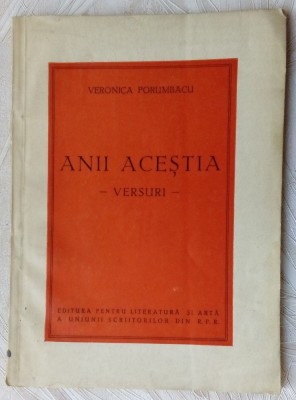 VERONICA PORUMBACU
ANII ACEȘTIA
– VERSURI –
EDITURA PENTRU LITERATURĂ ȘI ARTĂ
A UNIUNII SCRIITORILOR DIN R.P.R.